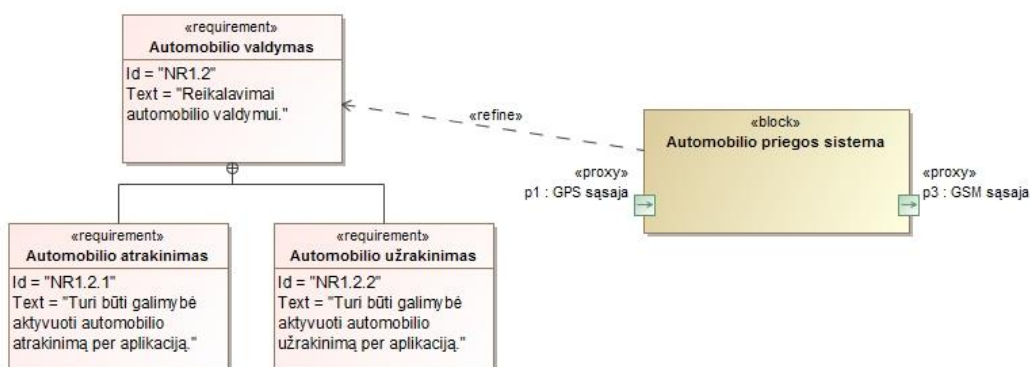 «requirement»
Automobilio valdymas
Id = "NR1.2"
Text = "Reikalavimai
automobilio valdymui."
«refine»
«block»
Automobilio priegos sistema
«proxy»
p1 : GPS sąsaja
«proxy»
p3 : GSM sąsaja
«requirement»
Automobilio atrakinimas
Id = "NR1.2.1"
Text = "Turi būti galimybė
aktyvuoti automobilio
atrakinimą per aplikaciją."
«requirement»
Automobilio užrakinimas
Id = "NR1.2.2"
Text = "Turi būti galimybė
aktyvuoti automobilio
užrakinimą per aplikaciją."